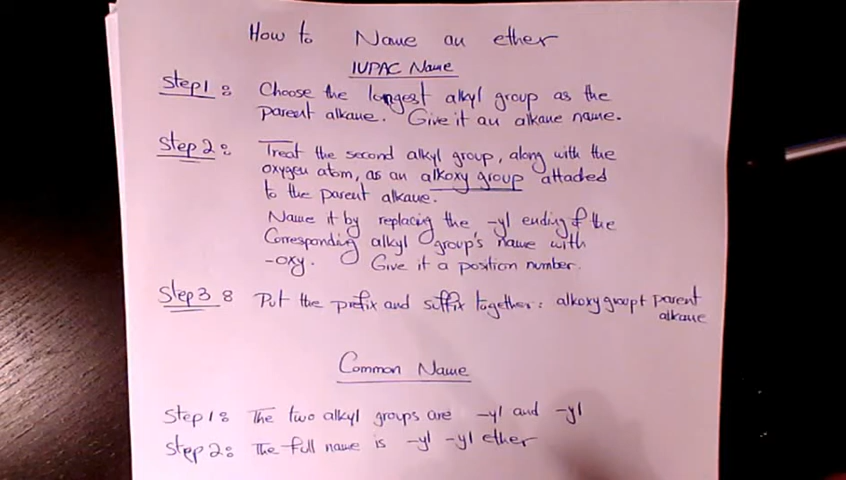 How to Name an ether
IUPAC Name
Step1: Choose the longest alkyl group as the
parent alkane. Give it an alkane name.
Step 2: Treat the second alkyl group, along with the
oxygen atom, as an alkoxy group attached
to the parent alkane.
Name it by replacing the -yl ending of the
Corresponding alkyl group's name with
-oxy. Give it a position number.
Step 3: Put the prefix and suffix together: alkoxy group + parent
alkane
Common Name
Step 1: The two alkyl groups are -yl and -yl
Step 2: The full name is -yl -yl ether